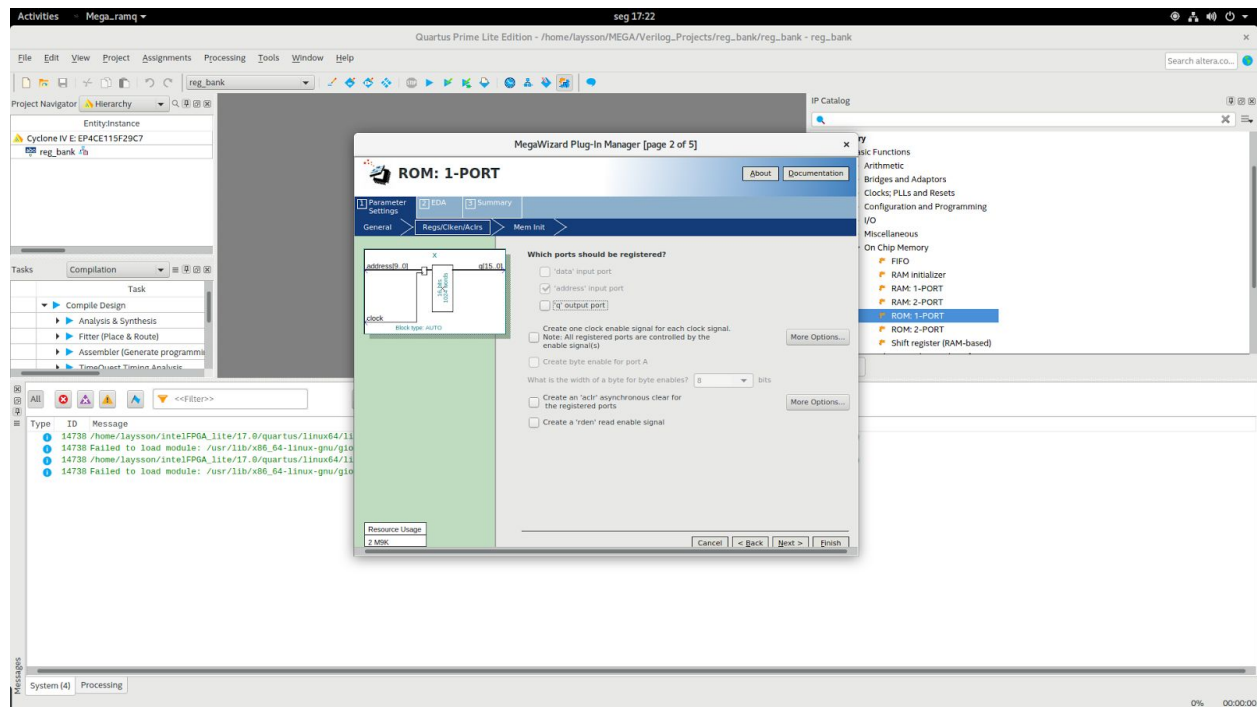 Activities Mega_ramq seg 17:22
Quartus Prime Lite Edition - /home/laysson/MEGA/Verilog_Projects/reg_bank/reg_bank - reg_bank
File Edit View Project Assignments Processing Tools Window Help
Search altera.co...
reg_bank
Project Navigator Hierarchy
Entity:Instance
Cyclone IV E: EP4CE115F29C7
reg_bank
Tasks Compilation
Task
Compile Design
Analysis & Synthesis
Fitter (Place & Route)
Assembler (Generate programmi
TimeQuest Timing Analysis
IP Catalog
ry
asic Functions
Arithmetic
Bridges and Adaptors
Clocks; PLLs and Resets
Configuration and Programming
I/O
Miscellaneous
On Chip Memory
FIFO
RAM initializer
RAM: 1-PORT
RAM: 2-PORT
ROM: 1-PORT
ROM: 2-PORT
Shift register (RAM-based)
MegaWizard Plug-In Manager [page 2 of 5]
ROM: 1-PORT
About Documentation
1 Parameter Settings 2 EDA 3 Summary
General Regs/Clken/Aclrs Mem Init
X
address[9..0] q[15..0]
16 bits
1024 words
clock
Block type: AUTO
Which ports should be registered?
'data' input port
'address' input port
'q' output port
Create one clock enable signal for each clock signal.
Note: All registered ports are controlled by the
enable signal(s)
More Options...
Create byte enable for port A
What is the width of a byte for byte enables? 8 bits
Create an 'aclr' asynchronous clear for
the registered ports
More Options...
Create a 'rden' read enable signal
Resource Usage
2 M9K
Cancel < Back Next > Finish
All <<Filter>>
Type ID Message
14738 /home/laysson/intelFPGA_lite/17.0/quartus/linux64/li
14738 Failed to load module: /usr/lib/x86_64-linux-gnu/gio
14738 /home/laysson/intelFPGA_lite/17.0/quartus/linux64/li
14738 Failed to load module: /usr/lib/x86_64-linux-gnu/gio
Messages
System (4) Processing
0% 00:00:00